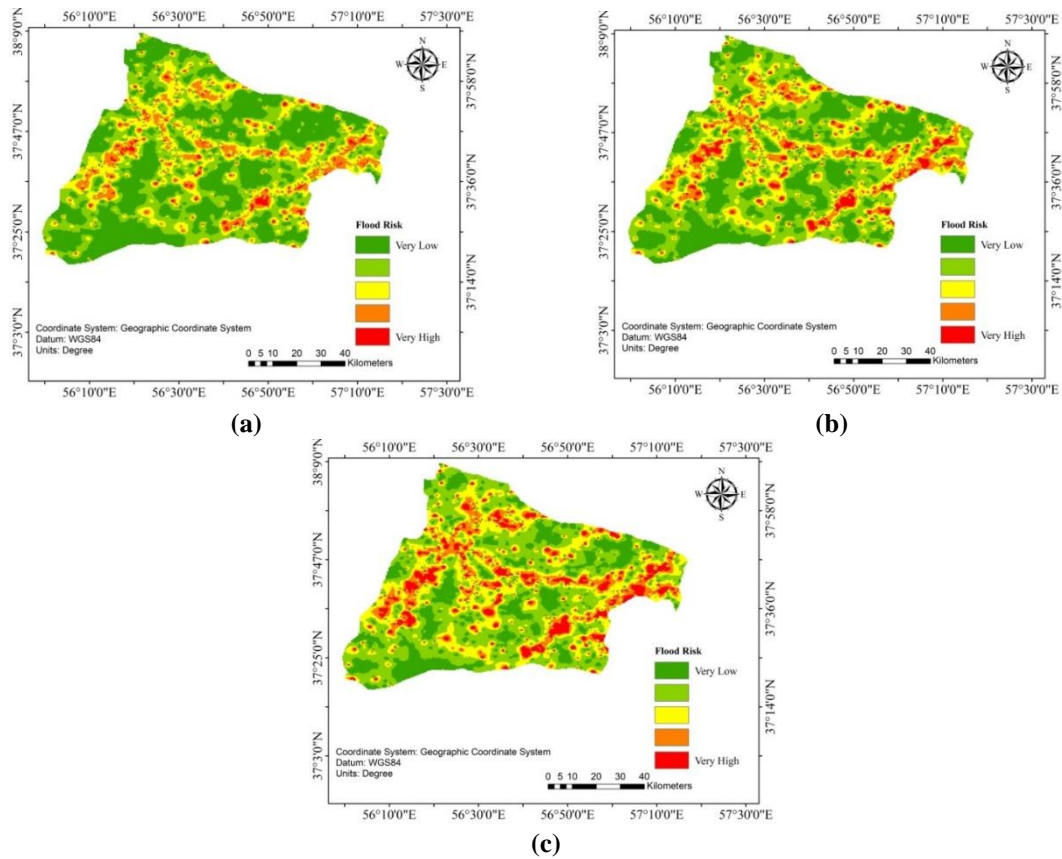 56°10'0"E 56°30'0"E 56°50'0"E 57°10'0"E 57°30'0"E
38°9'0"N
37°47'0"N
37°25'0"N
37°3'0"N
37°58'0"N
37°36'0"N
37°14'0"N
N
W E
S
Flood Risk
Very Low
Very High
Coordinate System: Geographic Coordinate System
Datum: WGS84
Units: Degree
0 5 10 20 30 40
Kilometers
56°10'0"E 56°30'0"E 56°50'0"E 57°10'0"E 57°30'0"E
(a)
56°10'0"E 56°30'0"E 56°50'0"E 57°10'0"E 57°30'0"E
38°9'0"N
37°47'0"N
37°25'0"N
37°3'0"N
37°58'0"N
37°36'0"N
37°14'0"N
N
W E
S
Flood Risk
Very Low
Very High
Coordinate System: Geographic Coordinate System
Datum: WGS84
Units: Degree
0 5 10 20 30 40
Kilometers
56°10'0"E 56°30'0"E 56°50'0"E 57°10'0"E 57°30'0"E
(b)
56°10'0"E 56°30'0"E 56°50'0"E 57°10'0"E 57°30'0"E
38°9'0"N
37°47'0"N
37°25'0"N
37°3'0"N
37°58'0"N
37°36'0"N
37°14'0"N
N
W E
S
Flood Risk
Very Low
Very High
Coordinate System: Geographic Coordinate System
Datum: WGS84
Units: Degree
0 5 10 20 30 40
Kilometers
56°10'0"E 56°30'0"E 56°50'0"E 57°10'0"E 57°30'0"E
(c)